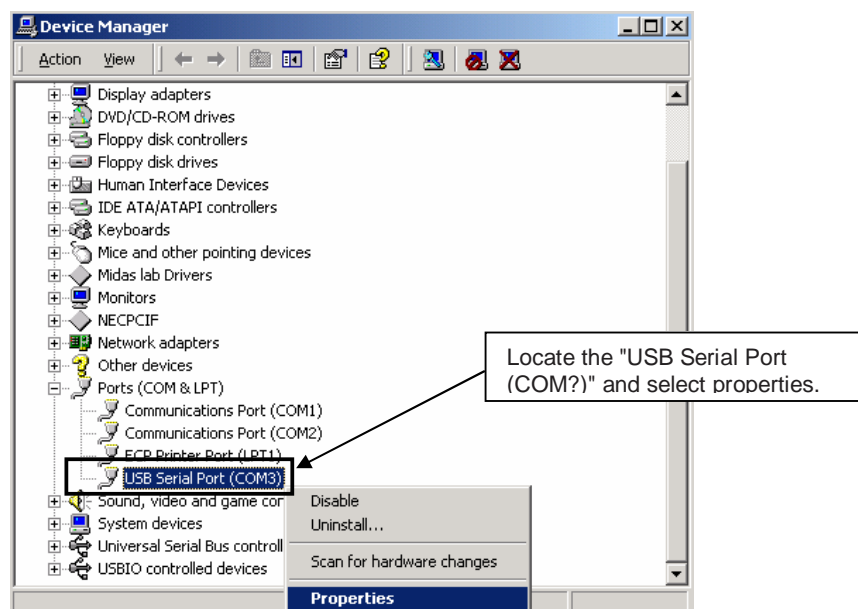 Device Manager
Action View
Display adapters
DVD/CD-ROM drives
Floppy disk controllers
Floppy disk drives
Human Interface Devices
IDE ATA/ATAPI controllers
Keyboards
Mice and other pointing devices
Midas lab Drivers
Monitors
NECPCIF
Network adapters
Other devices
Ports (COM & LPT)
Communications Port (COM1)
Communications Port (COM2)
ECP Printer Port (LPT1)
USB Serial Port (COM3)
Sound, video and game cor
System devices
Universal Serial Bus controll
USBIO controlled devices
Locate the "USB Serial Port
(COM?)" and select properties.
Disable
Uninstall...
Scan for hardware changes
Properties